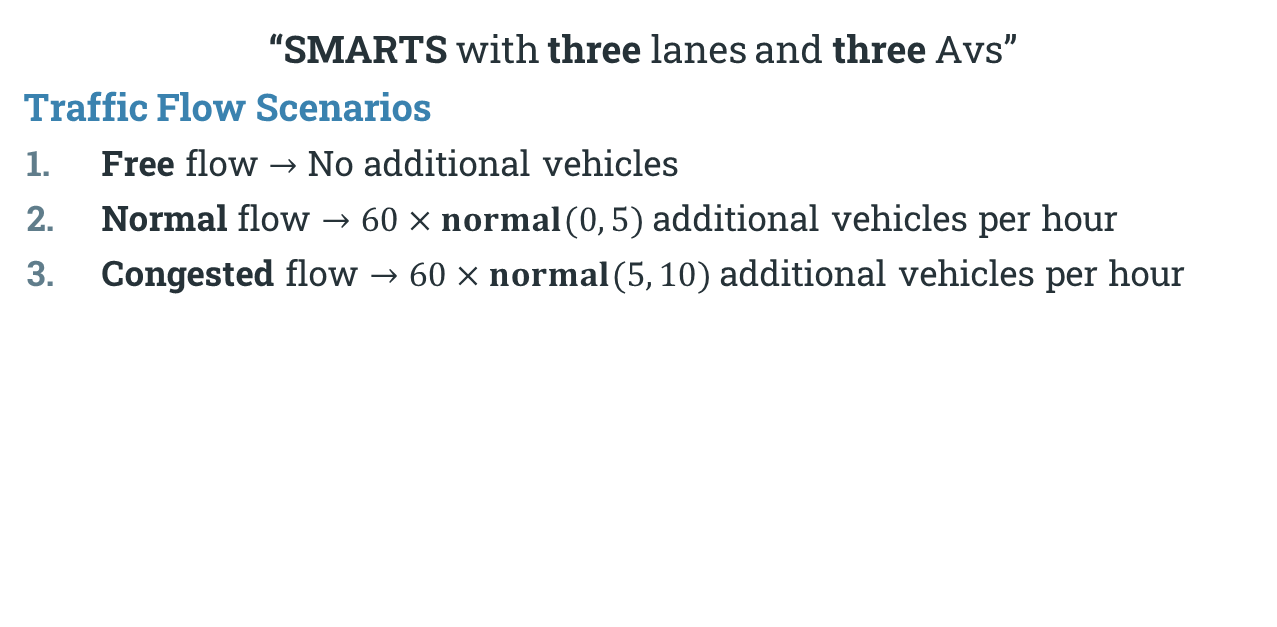 “SMARTS with three lanes and three Avs”
Traffic Flow Scenarios
1. Free flow → No additional vehicles
2. Normal flow → 60 × normal(0, 5) additional vehicles per hour
3. Congested flow → 60 × normal(5, 10) additional vehicles per hour